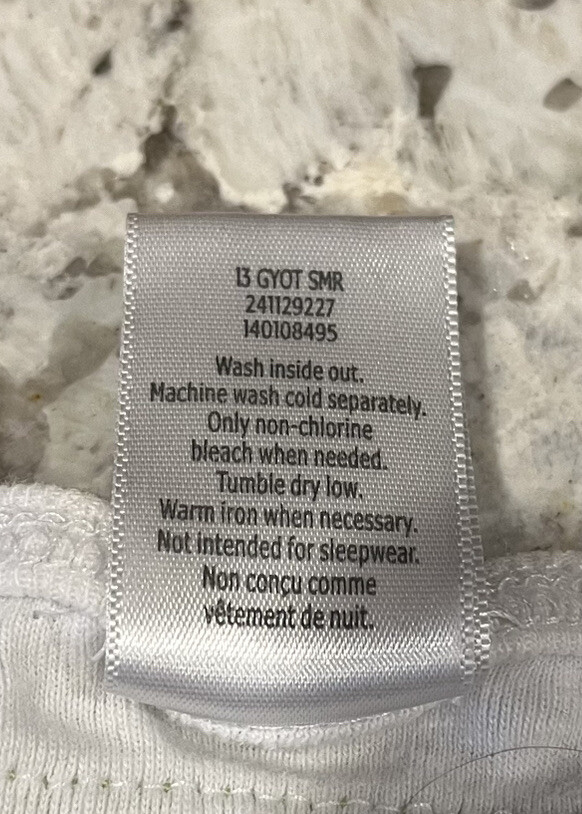 13 GYOT SMR
241129227
140108495
Wash inside out.
Machine wash cold separately.
Only non-chlorine
bleach when needed.
Tumble dry low.
Warm iron when necessary.
Not intended for sleepwear.
Non conçu comme
vêtement de nuit.